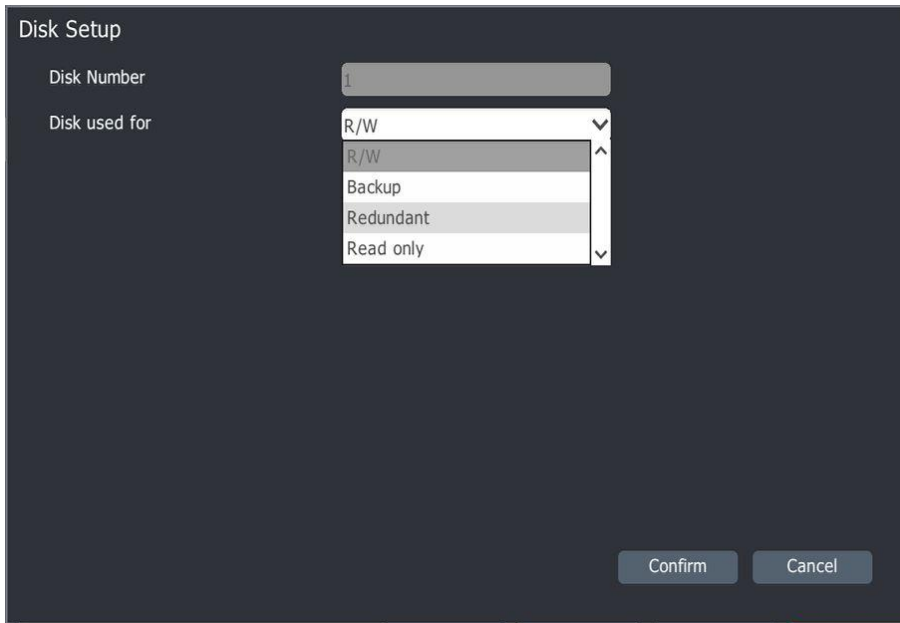 Disk Setup
Disk Number
1
Disk used for
R/W
R/W
Backup
Redundant
Read only
Confirm
Cancel